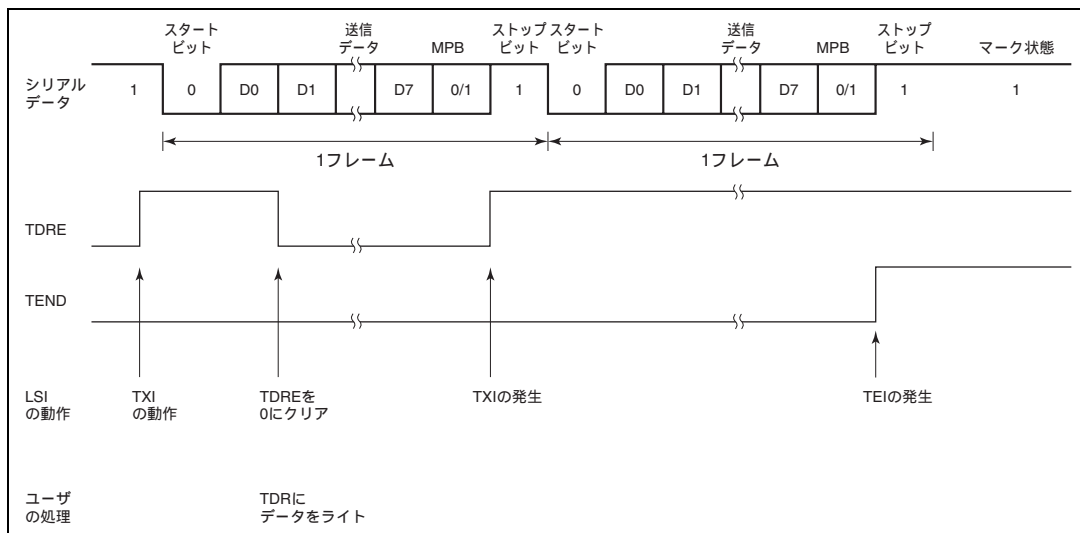 スタート
ビット
送信
データ
MPB
ストップ
ビット
スタート
ビット
送信
データ
MPB
ストップ
ビット
マーク状態
シリアル
データ
1 0 D0 D1 D7 0/1 1 0 D0 D1 D7 0/1 1 1
1フレーム 1フレーム
TDRE
TEND
LSI
の動作
TXI
の動作
TDREを
0にクリア
TXIの発生
TEIの発生
ユーザ
の処理
TDRに
データをライト